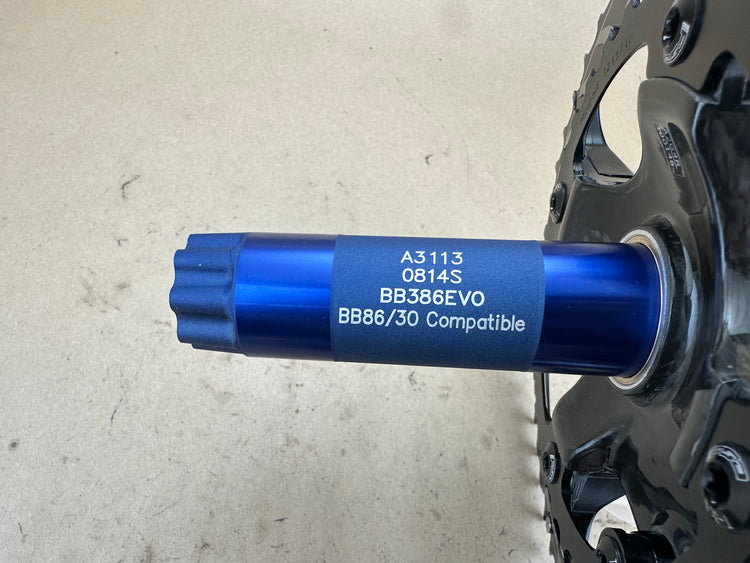 A3113
0814S
BB386EVO
BB86/30 Compatible